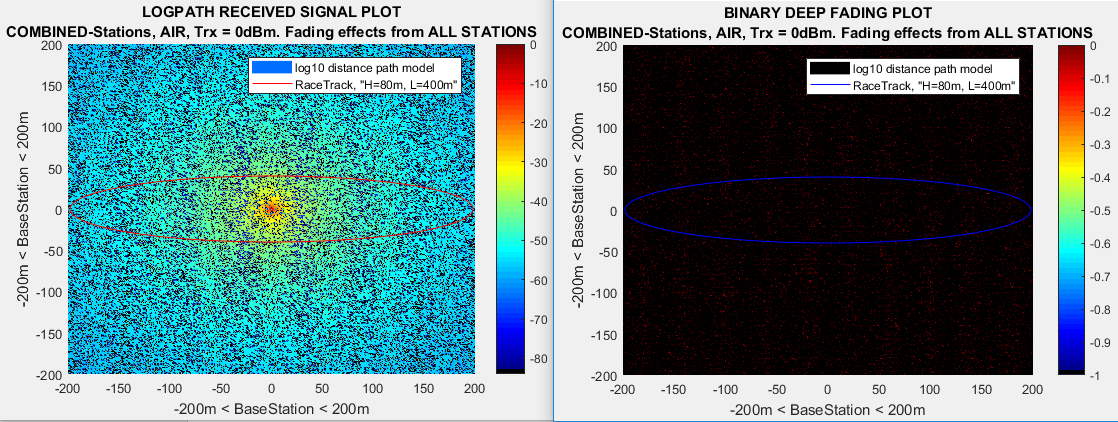 LOGPATH RECEIVED SIGNAL PLOT
COMBINED-Stations, AIR, Trx = 0dBm. Fading effects from ALL STATIONS
log10 distance path model
RaceTrack, "H=80m, L=400m"
-200m < BaseStation < 200m
200
150
100
50
0
-50
-100
-150
-200
-200 -150 -100 -50 0 50 100 150 200
-200m < BaseStation < 200m
0
-10
-20
-30
-40
-50
-60
-70
-80
BINARY DEEP FADING PLOT
COMBINED-Stations, AIR, Trx = 0dBm. Fading effects from ALL STATIONS
log10 distance path model
RaceTrack, "H=80m, L=400m"
-200m < BaseStation < 200m
200
150
100
50
0
-50
-100
-150
-200
-200 -150 -100 -50 0 50 100 150 200
-200m < BaseStation < 200m
0
-0.1
-0.2
-0.3
-0.4
-0.5
-0.6
-0.7
-0.8
-0.9
-1